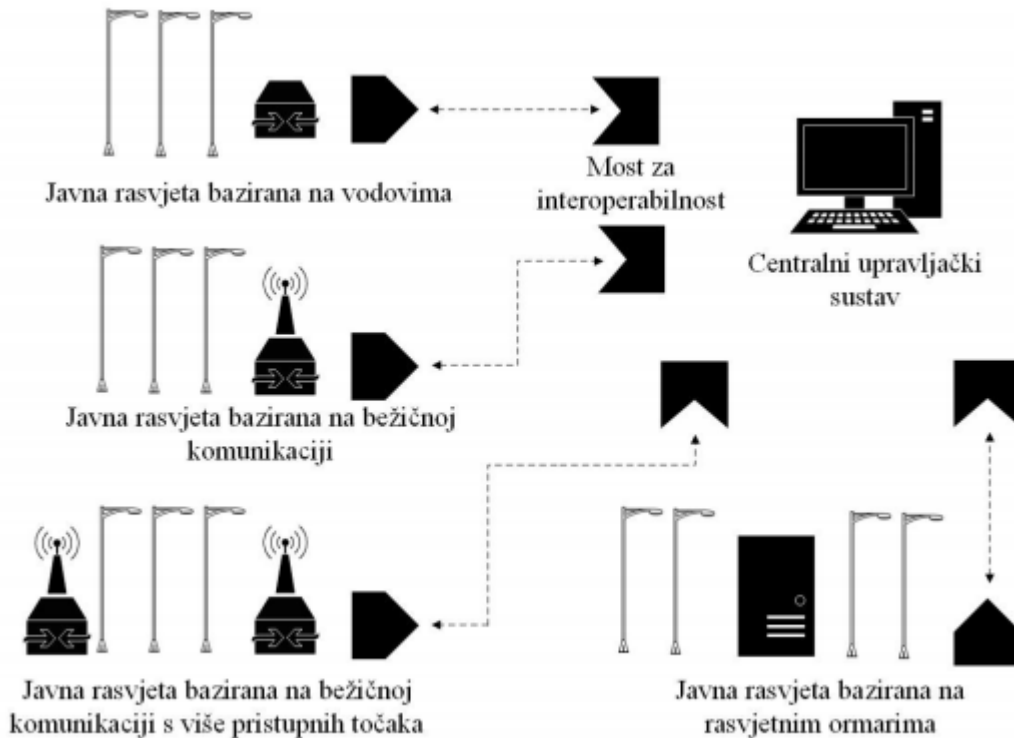 Javna rasvjeta bazirana na vodovima
Most za
interoperabilnost
Centralni upravljački
sustav
Javna rasvjeta bazirana na bežičnoj
komunikaciji
Javna rasvjeta bazirana na bežičnoj
komunikaciji s više pristupnih točaka
Javna rasvjeta bazirana na
rasvjetnim ormarima